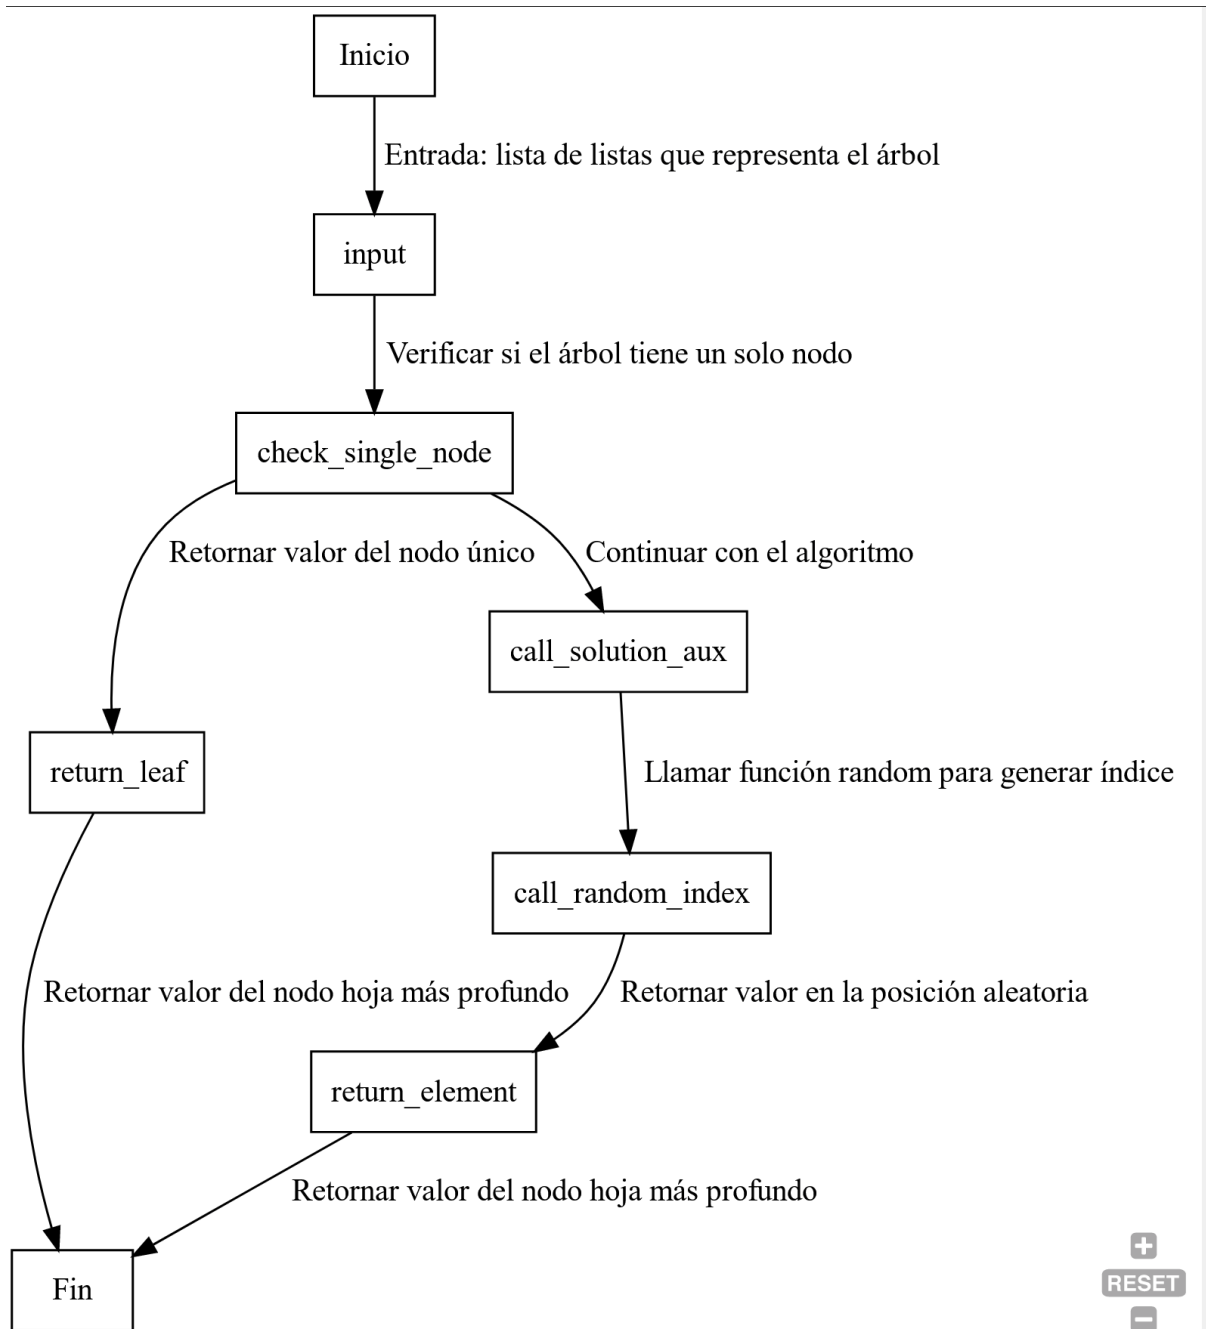 Inicio
Entrada: lista de listas que representa el árbol
input
Verificar si el árbol tiene un solo nodo
check_single_node
Retornar valor del nodo único
Continuar con el algoritmo
call_solution_aux
return_leaf
Llamar función random para generar índice
call_random_index
Retornar valor del nodo hoja más profundo
Retornar valor en la posición aleatoria
return_element
Retornar valor del nodo hoja más profundo
Fin
RESET